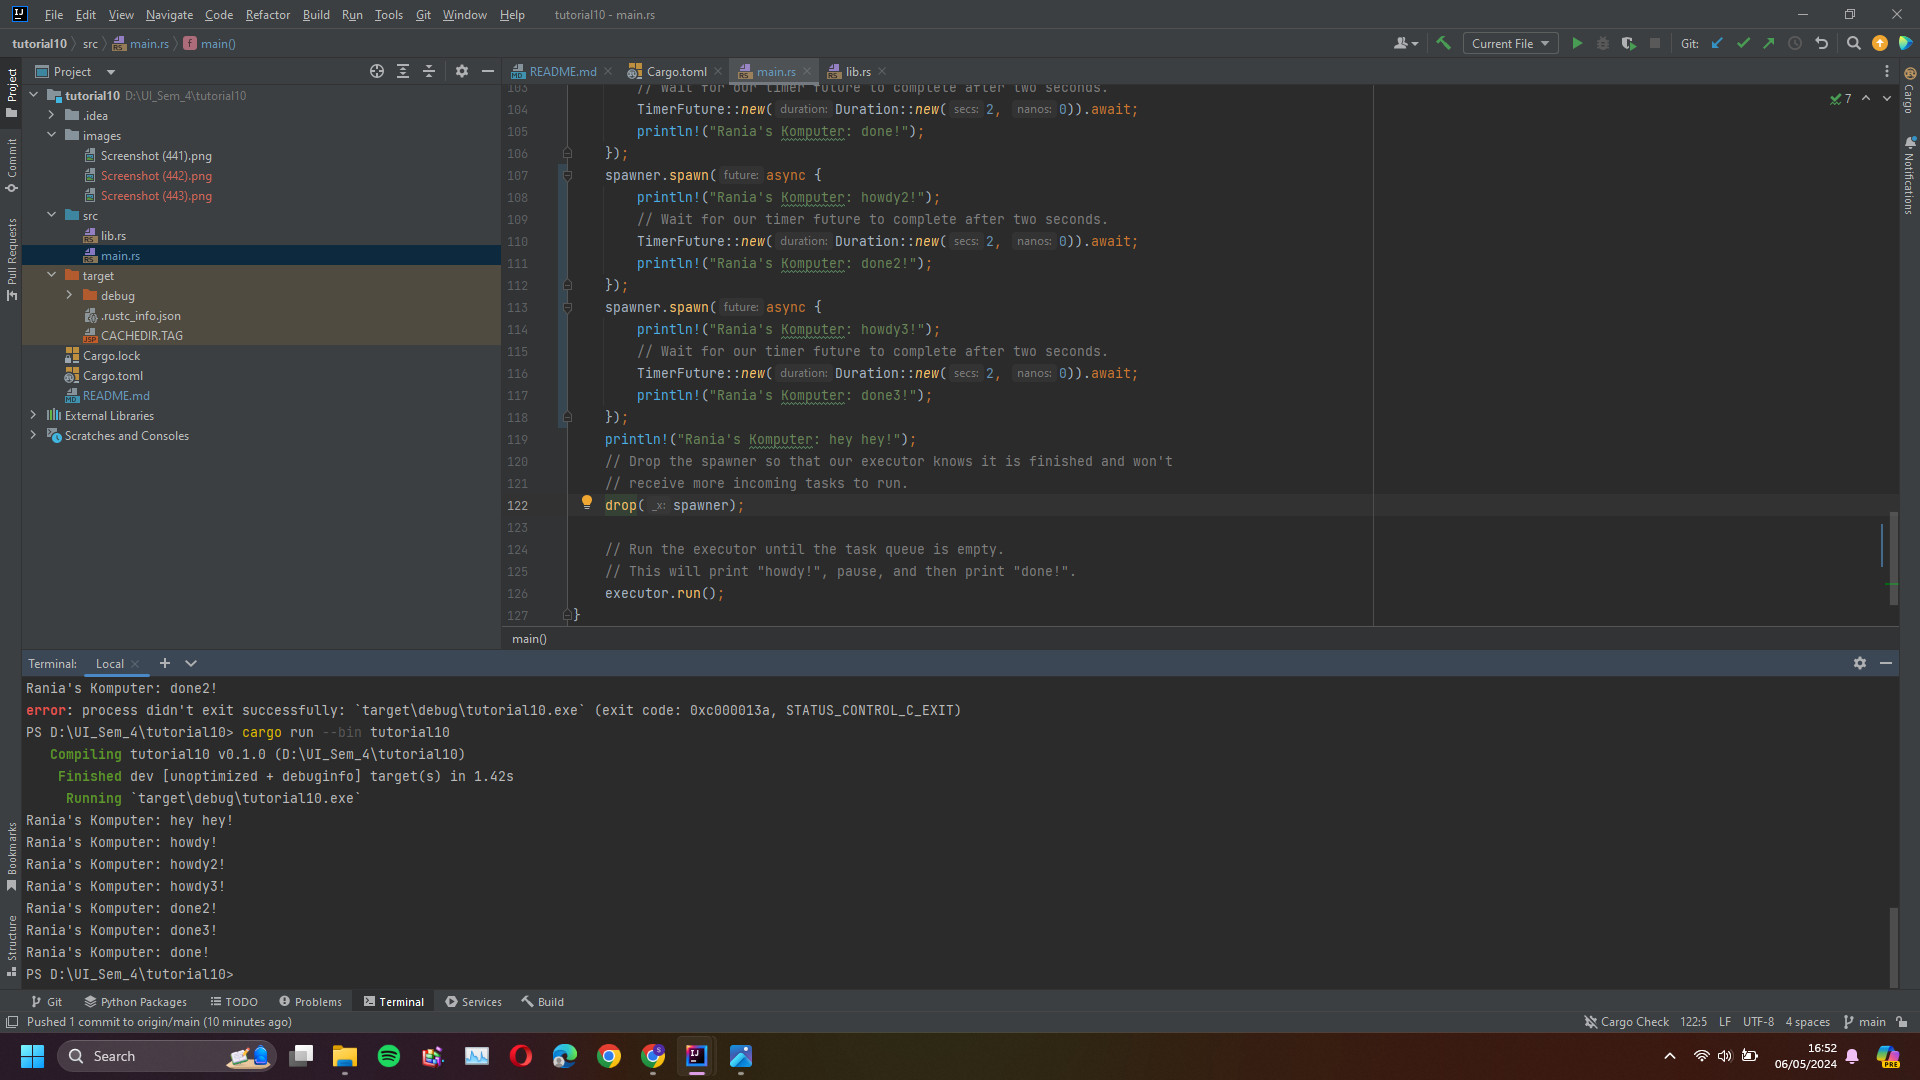 File Edit View Navigate Code Refactor Build Run Tools Git Window Help tutorial10 - main.rs
tutorial10 src main.rs main() Current File Git:
Project README.md Cargo.toml main.rs lib.rs
tutorial10 D:\UI_Sem_4\tutorial10
.idea
images
Screenshot (441).png
Screenshot (442).png
Screenshot (443).png
src
lib.rs
main.rs
target
debug
.rustc_info.json
CACHEDIR.TAG
Cargo.lock
Cargo.toml
README.md
External Libraries
Scratches and Consoles
Project
Commit
Pull Requests
Bookmarks
Structure
Cargo
Notifications
7
103 // Wait for our timer future to complete after two seconds.
104 TimerFuture::new( duration: Duration::new( secs: 2, nanos: 0)).await;
105 println!("Rania's Komputer: done!");
106 });
107 spawner.spawn( future: async {
108 println!("Rania's Komputer: howdy2!");
109 // Wait for our timer future to complete after two seconds.
110 TimerFuture::new( duration: Duration::new( secs: 2, nanos: 0)).await;
111 println!("Rania's Komputer: done2!");
112 });
113 spawner.spawn( future: async {
114 println!("Rania's Komputer: howdy3!");
115 // Wait for our timer future to complete after two seconds.
116 TimerFuture::new( duration: Duration::new( secs: 2, nanos: 0)).await;
117 println!("Rania's Komputer: done3!");
118 });
119 println!("Rania's Komputer: hey hey!");
120 // Drop the spawner so that our executor knows it is finished and won't
121 // receive more incoming tasks to run.
122 drop( _x: spawner);
123
124 // Run the executor until the task queue is empty.
125 // This will print "howdy!", pause, and then print "done!".
126 executor.run();
127 }
main()
Terminal: Local
Rania's Komputer: done2!
error: process didn't exit successfully: `target\debug\tutorial10.exe` (exit code: 0xc000013a, STATUS_CONTROL_C_EXIT)
PS D:\UI_Sem_4\tutorial10> cargo run --bin tutorial10
Compiling tutorial10 v0.1.0 (D:\UI_Sem_4\tutorial10)
Finished dev [unoptimized + debuginfo] target(s) in 1.42s
Running `target\debug\tutorial10.exe`
Rania's Komputer: hey hey!
Rania's Komputer: howdy!
Rania's Komputer: howdy2!
Rania's Komputer: howdy3!
Rania's Komputer: done2!
Rania's Komputer: done3!
Rania's Komputer: done!
PS D:\UI_Sem_4\tutorial10>
Git Python Packages TODO Problems Terminal Services Build
Pushed 1 commit to origin/main (10 minutes ago) Cargo Check 122:5 LF UTF-8 4 spaces main
Search 16:52
06/05/2024
PRE